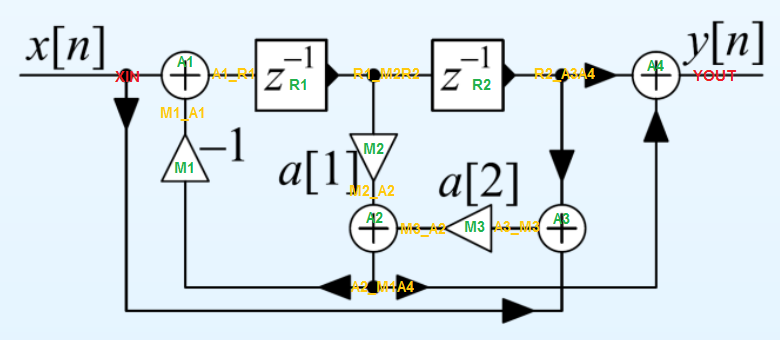 x[n]
y[n]
XIN
A1
A1_R1
z^-1
R1
R1_M2R2
z^-1
R2
R2_A3A4
A4
YOUT
M1_A1
-1
M1
a[1]
M2
M2_A2
a[2]
A2
M3_A2
M3
A3_M3
A3
A2_M1A4